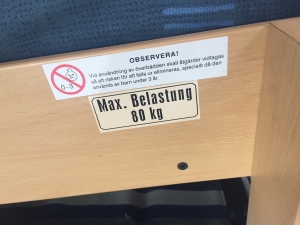 OBSERVERA!
Vid användning av överbädden skall åtgärder vidtagas
så att risken för att falla ur elimineras, speciellt då den
används av barn under 3 år.
0-3
Max. Belastung
80 kg